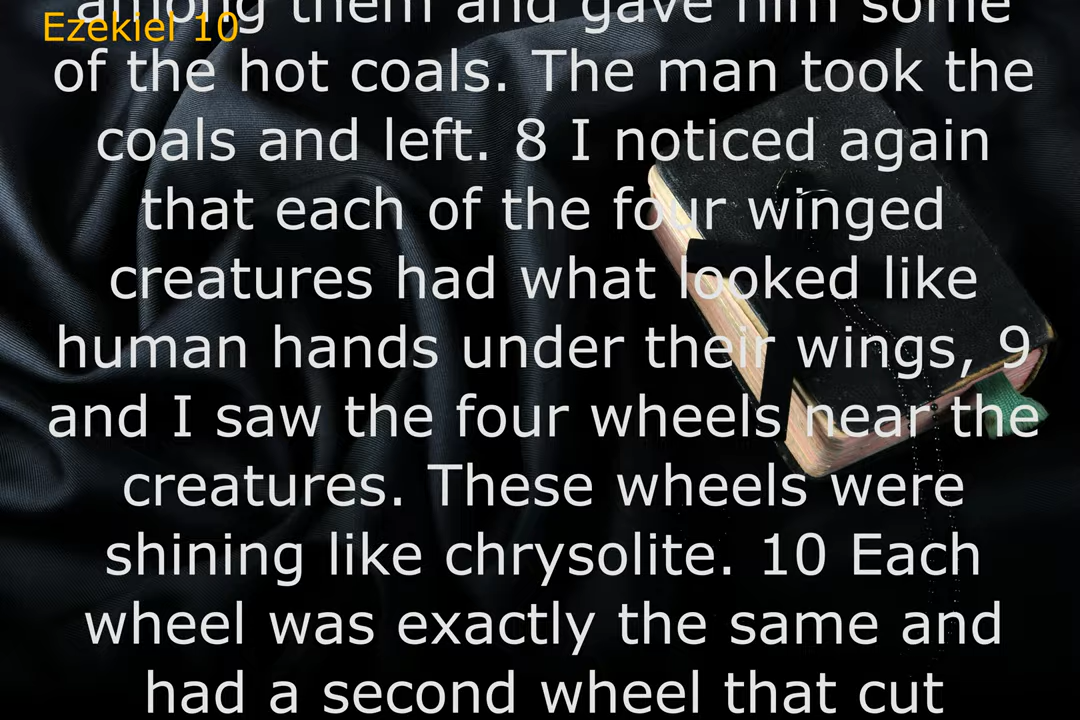 among them and gave him some
Ezekiel 10
of the hot coals. The man took the
coals and left. 8 I noticed again
that each of the four winged
creatures had what looked like
human hands under their wings, 9
and I saw the four wheels near the
creatures. These wheels were
shining like chrysolite. 10 Each
wheel was exactly the same and
had a second wheel that cut